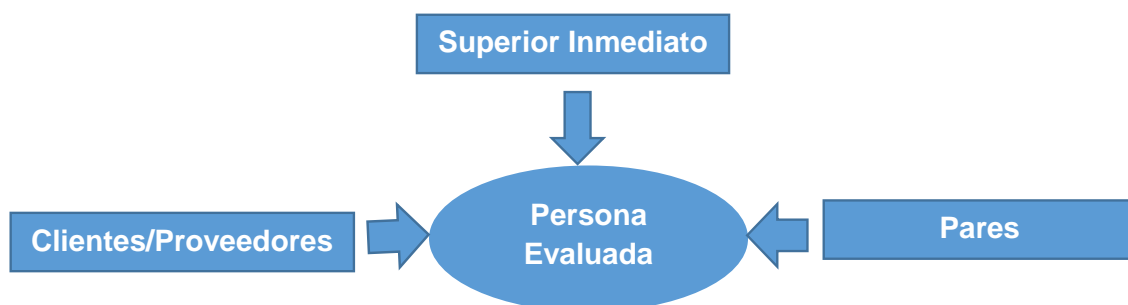 Superior Inmediato
Clientes/Proveedores
Persona
Evaluada
Pares